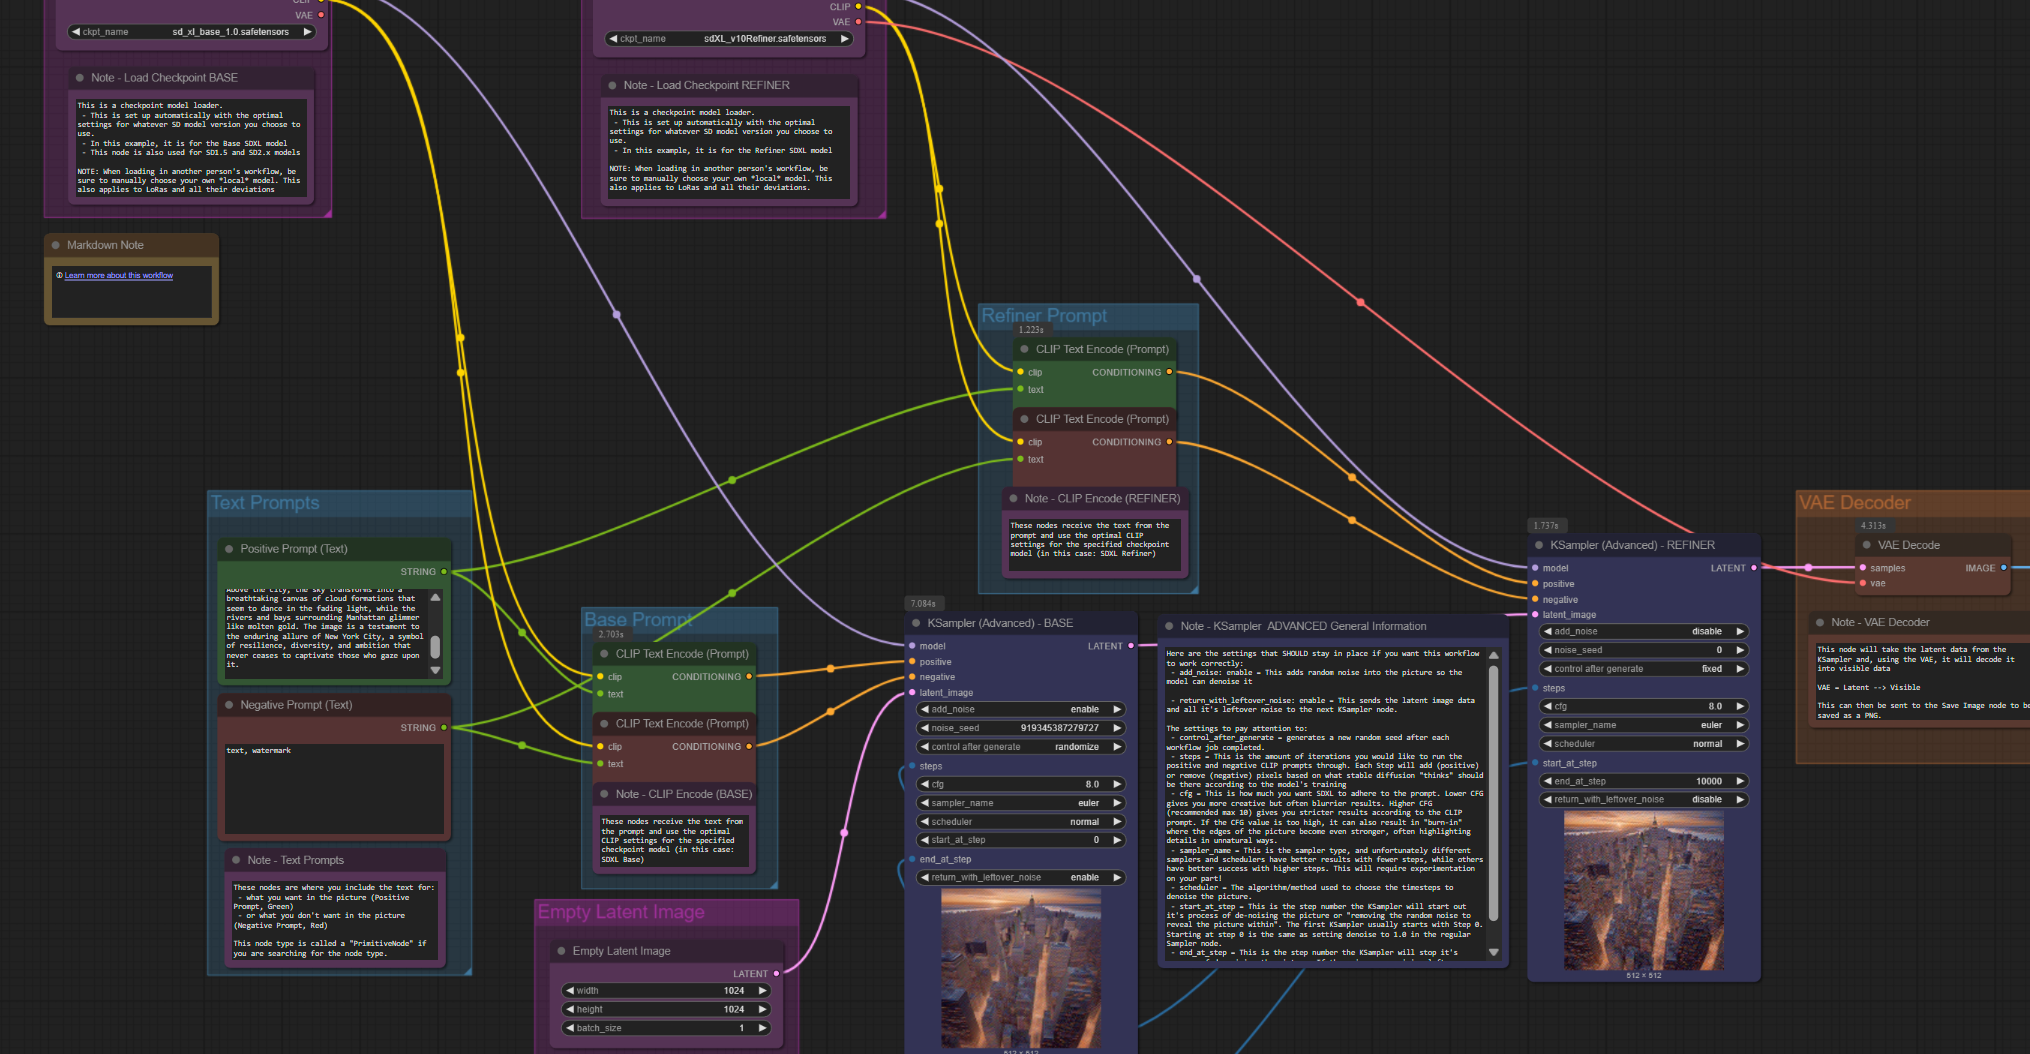 CLIP
VAE
ckpt_name sd_xl_base_1.0.safetensors
Note - Load Checkpoint BASE
This is a checkpoint model loader.
- This is set up automatically with the optimal
settings for whatever SD model version you choose to
use.
- In this example, it is for the Base SDXL model
- This node is also used for SD1.5 and SD2.x models
NOTE: When loading in another person's workflow, be
sure to manually choose your own *local* model. This
also applies to LoRas and all their deviations
CLIP
VAE
ckpt_name sdXL_v10Refiner.safetensors
Note - Load Checkpoint REFINER
This is a checkpoint model loader.
- This is set up automatically with the optimal
settings for whatever SD model version you choose to
use.
- In this example, it is for the Refiner SDXL model
NOTE: When loading in another person's workflow, be
sure to manually choose your own *local* model. This
also applies to LoRas and all their deviations.
Markdown Note
Learn more about this workflow
Refiner Prompt
1.223s
CLIP Text Encode (Prompt)
clip CONDITIONING
text
CLIP Text Encode (Prompt)
clip CONDITIONING
text
Note - CLIP Encode (REFINER)
These nodes receive the text from the
prompt and use the optimal CLIP
settings for the specified checkpoint
model (in this case: SDXL Refiner)
Text Prompts
Positive Prompt (Text)
STRING
Above the city, the sky transforms into a
breathtaking canvas of cloud formations that
seem to dance in the fading light, while the
rivers and bays surrounding Manhattan glimmer
like molten gold. The image is a testament to
the enduring allure of New York City, a symbol
of resilience, diversity, and ambition that
never ceases to captivate those who gaze upon
it.
Negative Prompt (Text)
STRING
text, watermark
Note - Text Prompts
These nodes are where you include the text for:
- what you want in the picture (Positive
Prompt, Green)
- or what you don't want in the picture
(Negative Prompt, Red)
This node type is called a "PrimitiveNode" if
you are searching for the node type.
Base Prompt
2.703s
CLIP Text Encode (Prompt)
clip CONDITIONING
text
CLIP Text Encode (Prompt)
clip CONDITIONING
text
Note - CLIP Encode (BASE)
These nodes receive the text from
the prompt and use the optimal
CLIP settings for the specified
checkpoint model (in this case:
SDXL Base)
Empty Latent Image
Empty Latent Image
LATENT
width 1024
height 1024
batch_size 1
7.084s
KSampler (Advanced) - BASE
model LATENT
positive
negative
latent_image
add_noise enable
noise_seed 919345387279727
control after generate randomize
steps
cfg 8.0
sampler_name euler
scheduler normal
start_at_step 0
end_at_step
return_with_leftover_noise enable
512 × 512
Note - KSampler ADVANCED General Information
Here are the settings that SHOULD stay in place if you want this workflow
to work correctly:
- add_noise: enable = This adds random noise into the picture so the
model can denoise it
- return_with_leftover_noise: enable = This sends the latent image data
and all it's leftover noise to the next KSampler node.
The settings to pay attention to:
- control_after_generate = generates a new random seed after each
workflow job completed.
- steps = This is the amount of iterations you would like to run the
positive and negative CLIP prompts through. Each Step will add (positive)
or remove (negative) pixels based on what stable diffusion "thinks" should
be there according to the model's training
- cfg = This is how much you want SDXL to adhere to the prompt. Lower CFG
gives you more creative but often blurrier results. Higher CFG
(recommended max 10) gives you stricter results according to the CLIP
prompt. If the CFG value is too high, it can also result in "burn-in"
where the edges of the picture become even stronger, often highlighting
details in unnatural ways.
- sampler_name = This is the sampler type, and unfortunately different
samplers and schedulers have better results with fewer steps, while others
have better success with higher steps. This will require experimentation
on your part!
- scheduler = The algorithm/method used to choose the timesteps to
denoise the picture.
- start_at_step = This is the step number the KSampler will start out
it's process of de-noising the picture or "removing the random noise to
reveal the picture within". The first KSampler usually starts with Step 0.
Starting at step 0 is the same as setting denoise to 1.0 in the regular
Sampler node.
- end_at_step = This is the step number the KSampler will stop it's
1.737s
KSampler (Advanced) - REFINER
model LATENT
positive
negative
latent_image
add_noise disable
noise_seed 0
control after generate fixed
steps
cfg 8.0
sampler_name euler
scheduler normal
start_at_step
end_at_step 10000
return_with_leftover_noise disable
512 × 512
VAE Decoder
4.313s
VAE Decode
samples IMAGE
vae
Note - VAE Decoder
This node will take the latent data from the
KSampler and, using the VAE, it will decode it
into visible data
VAE = Latent --> Visible
This can then be sent to the Save Image node to be
saved as a PNG.